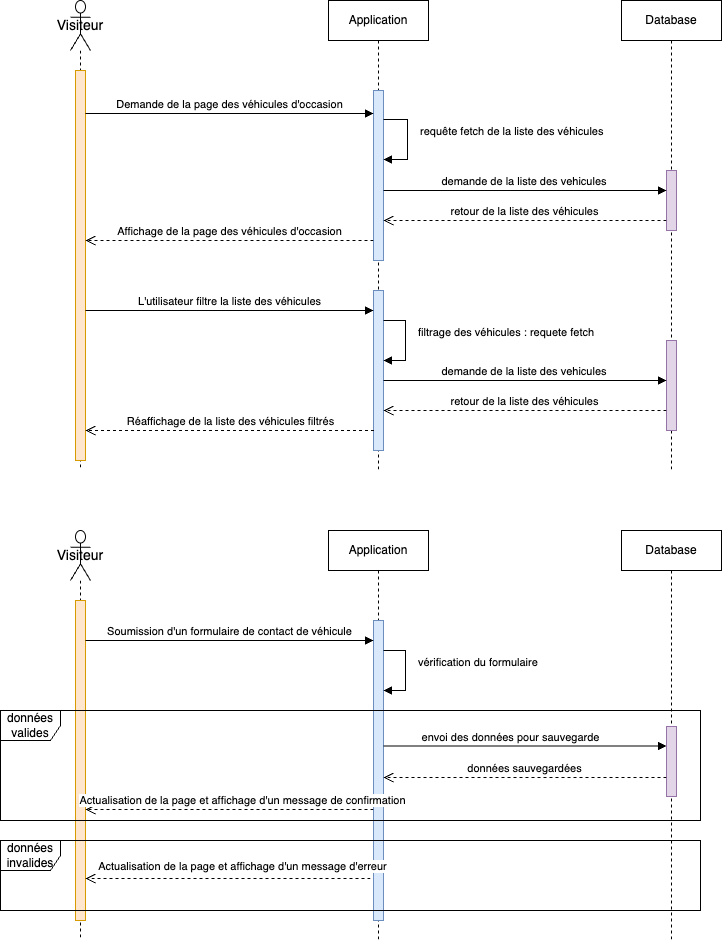 Visiteur
Application
Database
Demande de la page des véhicules d'occasion
requête fetch de la liste des véhicules
demande de la liste des vehicules
retour de la liste des véhicules
Affichage de la page des véhicules d'occasion
L'utilisateur filtre la liste des véhicules
filtrage des véhicules : requete fetch
demande de la liste des vehicules
retour de la liste des véhicules
Réaffichage de la liste des véhicules filtrés
Visiteur
Application
Database
Soumission d'un formulaire de contact de véhicule
vérification du formulaire
données
valides
envoi des données pour sauvegarde
données sauvegardées
Actualisation de la page et affichage d'un message de confirmation
données
invalides
Actualisation de la page et affichage d'un message d'erreur